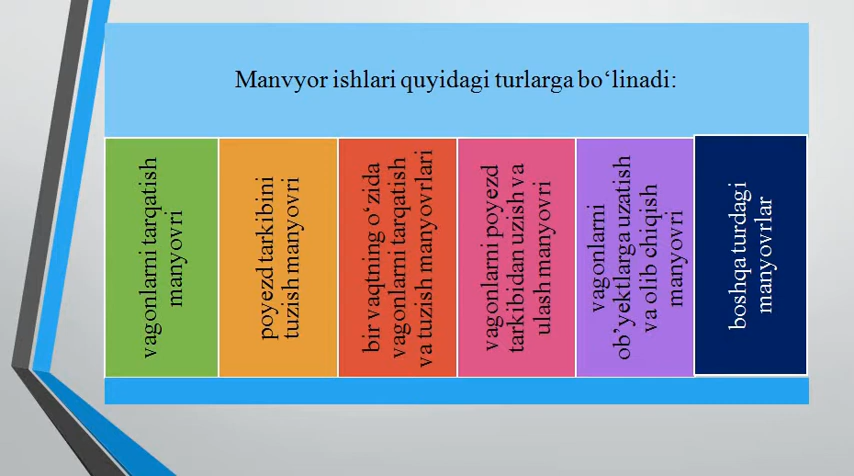 Manvyor ishlari quyidagi turlarga bo‘linadi:
vagonlarni tarqatish
manyovri
poyezd tarkibini
tuzish manyovri
bir vaqtning o‘zida
vagonlarni tarqatish
va tuzish manyovrlari
vagonlarni poyezd
tarkibidan uzish va
ulash manyovri
vagonlarni
ob’yektlarga uzatish
va olib chiqish
manyovri
boshqa turdagi
manyovrlar